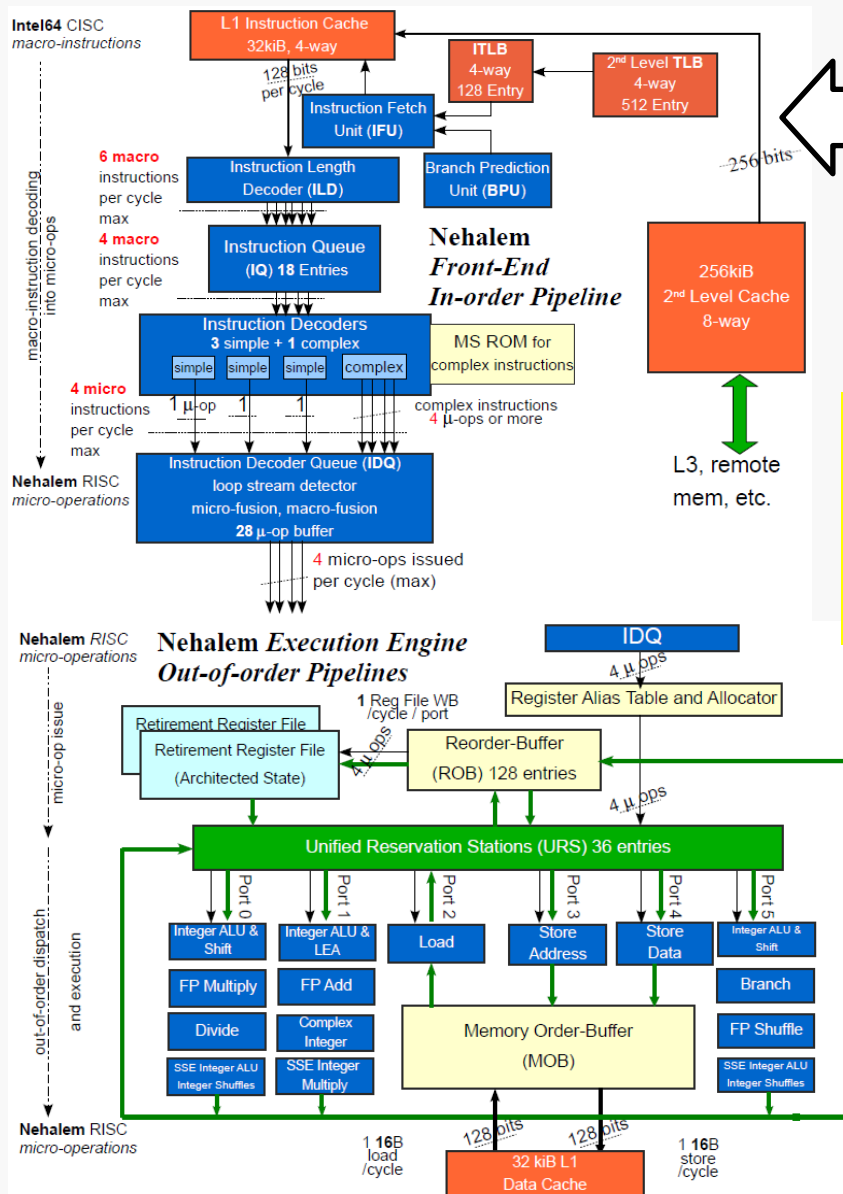 Intel64 CISC
macro-instructions
L1 Instruction Cache
32kiB, 4-way
128 bits
per cycle
ITLB
4-way
128 Entry
2nd Level TLB
4-way
512 Entry
Instruction Fetch
Unit (IFU)
256 bits
6 macro
instructions
per cycle
max
Instruction Length
Decoder (ILD)
Branch Prediction
Unit (BPU)
macro-instruction decoding
into micro-ops
4 macro
instructions
per cycle
max
Instruction Queue
(IQ) 18 Entries
Nehalem
Front-End
In-order Pipeline
256kiB
2nd Level Cache
8-way
Instruction Decoders
3 simple + 1 complex
simple
simple
simple
complex
MS ROM for
complex instructions
4 micro
instructions
per cycle
max
1 μ-op
1
1
complex instructions
4 μ-ops or more
L3, remote
mem, etc.
Nehalem RISC
micro-operations
Instruction Decoder Queue (IDQ)
loop stream detector
micro-fusion, macro-fusion
28 μ-op buffer
4 micro-ops issued
per cycle (max)
Nehalem RISC
micro-operations
Nehalem Execution Engine
Out-of-order Pipelines
IDQ
4 μ ops
Register Alias Table and Allocator
micro-op issue
1 Reg File WB
/cycle / port
Retirement Register File
Retirement Register File
(Architected State)
4 μ ops
Reorder-Buffer
(ROB) 128 entries
4 μ ops
Unified Reservation Stations (URS) 36 entries
Port 0
Port 1
Port 2
Port 3
Port 4
Port 5
out-of-order dispatch
and execution
Integer ALU &
Shift
Integer ALU &
LEA
Load
Store
Address
Store
Data
Integer ALU &
Shift
FP Multiply
FP Add
Branch
Divide
Complex
Integer
Memory Order-Buffer
(MOB)
FP Shuffle
SSE Integer ALU
Integer Shuffles
SSE Integer
Multiply
SSE Integer ALU
Integer Shuffles
Nehalem RISC
micro-operations
1 16B
load
/cycle
128 bits
128 bits
1 16B
store
/cycle
32 kiB L1
Data Cache